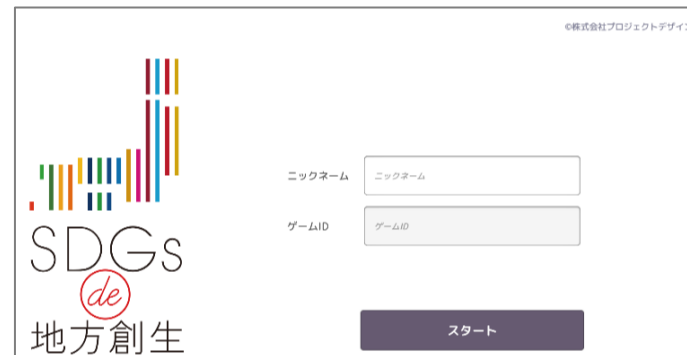 ©株式会社プロジェクトデザイン
ニックネーム
ニックネーム
ゲームID
ゲームID
スタート
SDGs
de
地方創生